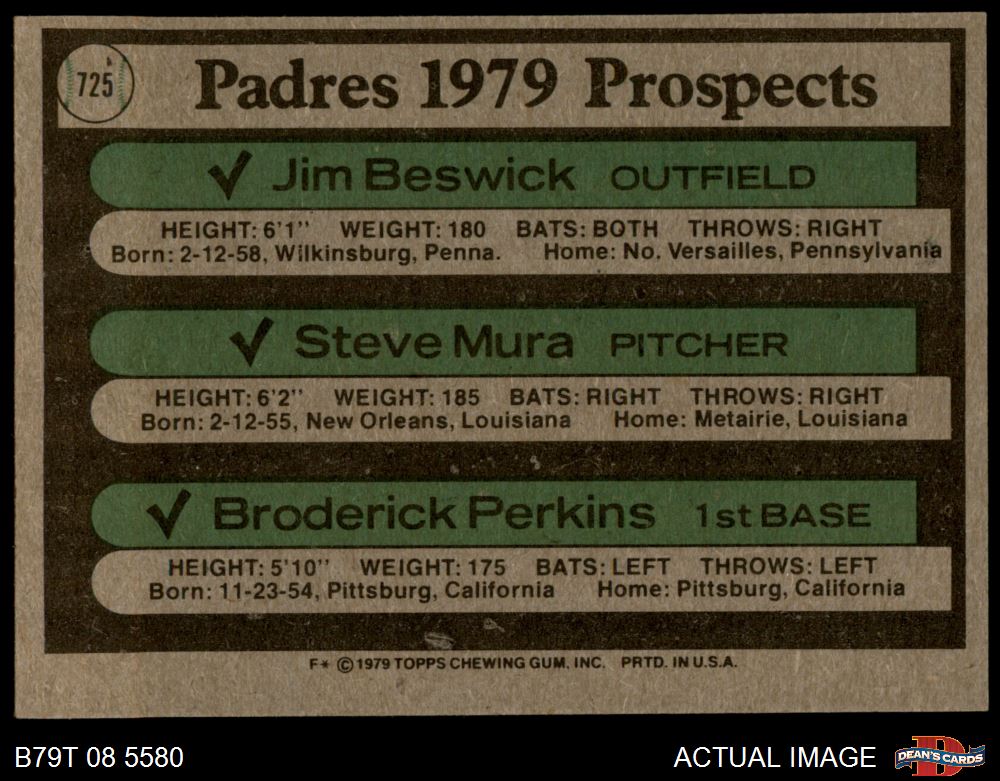 725
Padres 1979 Prospects
✓ Jim Beswick OUTFIELD
HEIGHT: 6'1" WEIGHT: 180 BATS: BOTH THROWS: RIGHT
Born: 2-12-58, Wilkinsburg, Penna. Home: No. Versailles, Pennsylvania
✓ Steve Mura PITCHER
HEIGHT: 6'2'' WEIGHT: 185 BATS: RIGHT THROWS: RIGHT
Born: 2-12-55, New Orleans, Louisiana Home: Metairie, Louisiana
✓ Broderick Perkins 1st BASE
HEIGHT: 5'10'' WEIGHT: 175 BATS: LEFT THROWS: LEFT
Born: 11-23-54, Pittsburg, California Home: Pittsburg, California
F* © 1979 TOPPS CHEWING GUM, INC. PRTD. IN U.S.A.
B79T 08 5580
ACTUAL IMAGE
D
DEAN'S CARDS